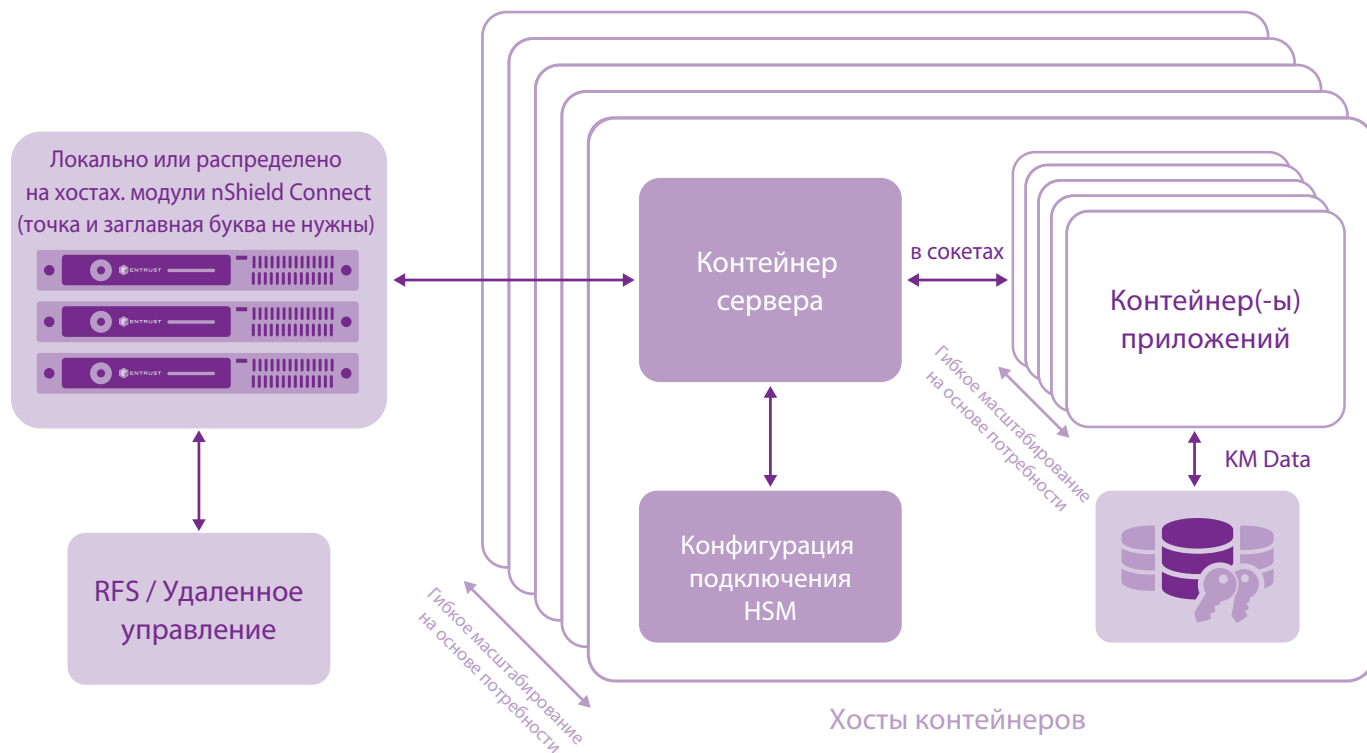 Локально или распределено
на хостах. модули nShield Connect
(точка и заглавная буква не нужны)
ENTRUST
ENTRUST
ENTRUST
RFS / Удаленное
управление
Контейнер
сервера
в сокетах
Контейнер(-ы)
приложений
Гибкое масштабирование
на основе потребности
KM Data
Конфигурация
подключения
HSM
Гибкое масштабирование
на основе потребности
Хосты контейнеров